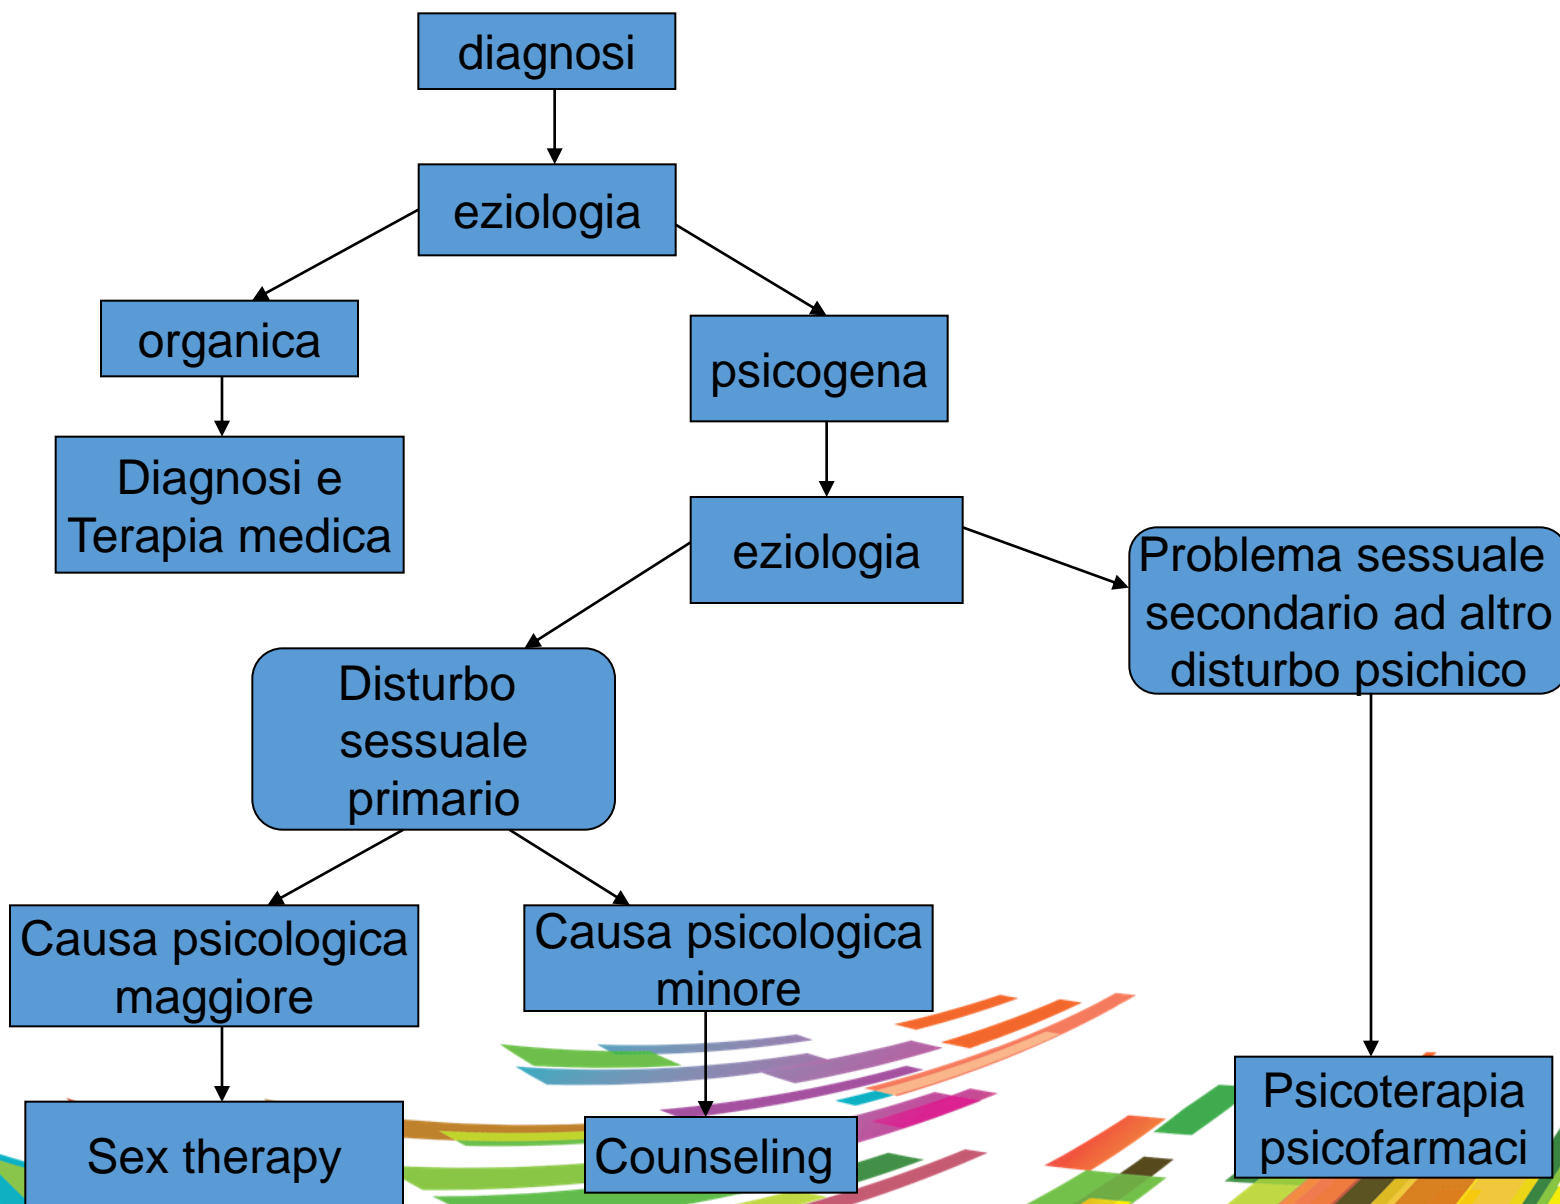 diagnosi
eziologia
organica
psicogena
Diagnosi e
Terapia medica
eziologia
Problema sessuale
secondario ad altro
disturbo psichico
Disturbo
sessuale
primario
Causa psicologica
maggiore
Causa psicologica
minore
Sex therapy
Counseling
Psicoterapia
psicofarmaci